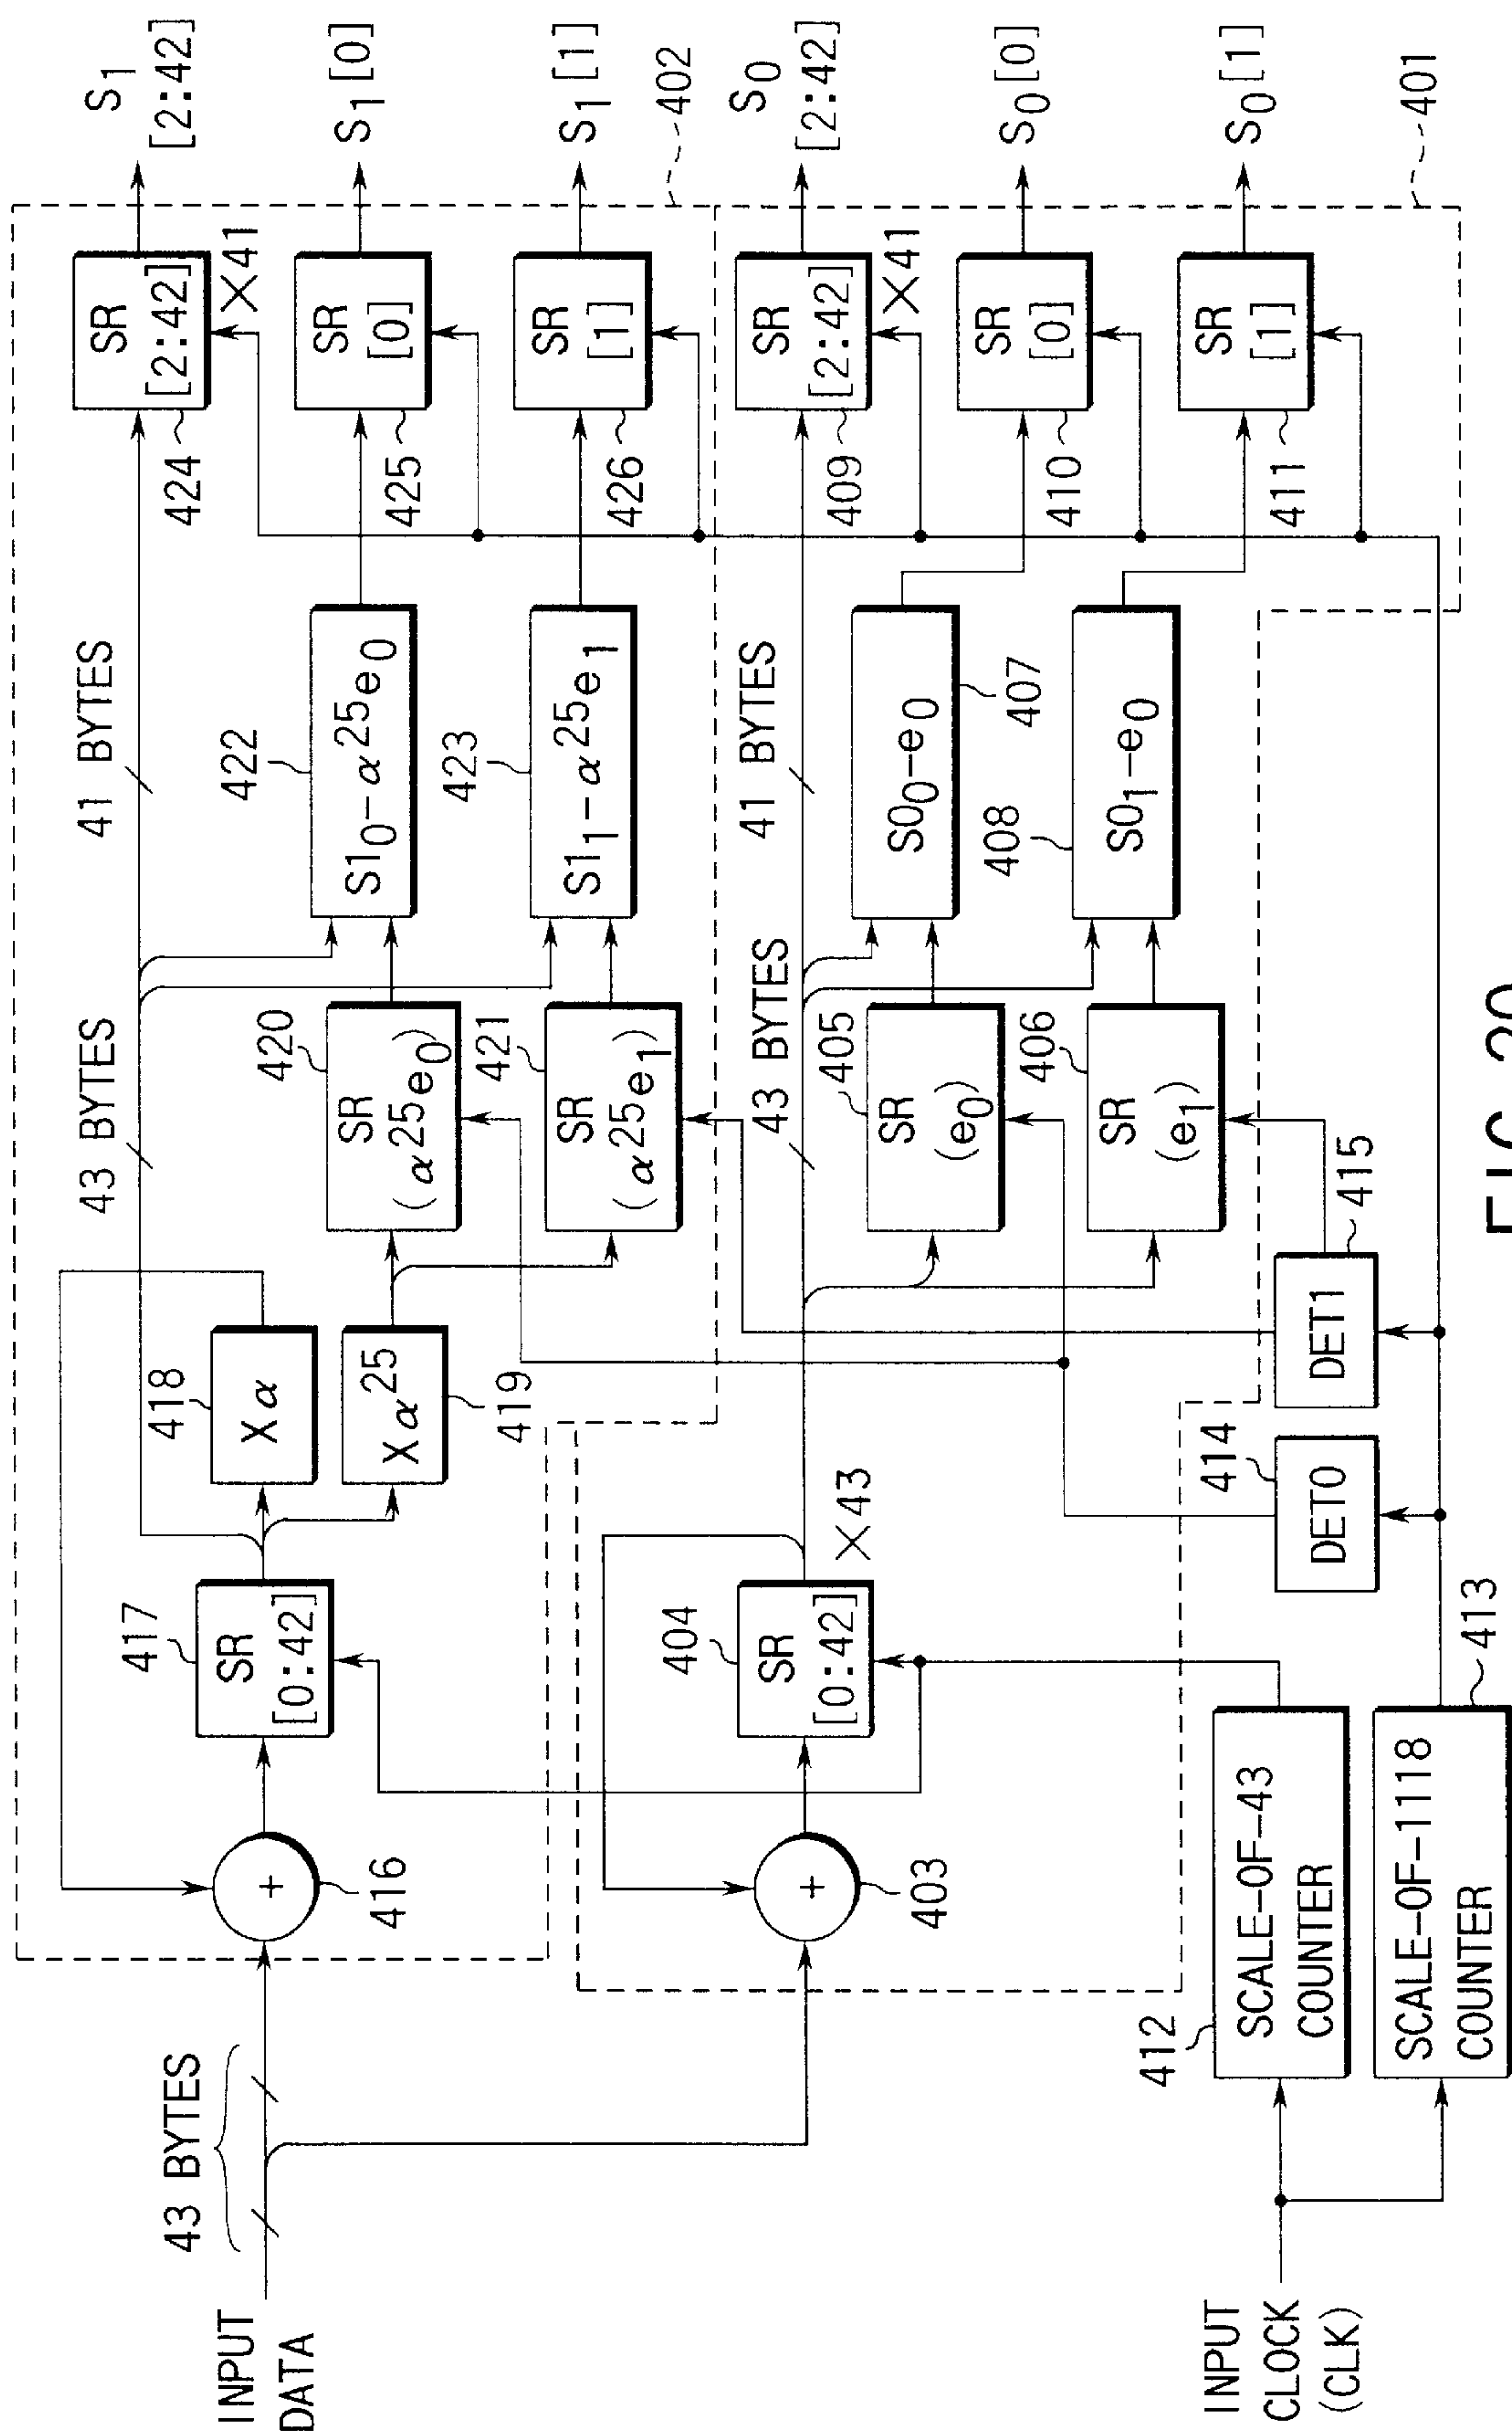 INPUT
DATA
43 BYTES
416
+
417
SR
[0:42]
418
Xα
Xα²⁵
419
43 BYTES
420
SR
(α²⁵e₀)
421
SR
(α²⁵e₁)
41 BYTES
422
S1₀-α²⁵e₀
423
S1₁-α²⁵e₁
424
SR
[2:42]
X41
425
SR
[0]
426
SR
[1]
S₁
[2:42]
S₁[0]
S₁[1]
402
403
+
404
SR
[0:42]
X43
43 BYTES
405
SR
(e₀)
406
SR
(e₁)
41 BYTES
407
S0₀-e₀
408
S0₁-e₀
409
SR
[2:42]
X41
410
SR
[0]
411
SR
[1]
S₀
[2:42]
S₀[0]
S₀[1]
401
INPUT
CLOCK
(CLK)
412
SCALE-OF-43
COUNTER
SCALE-OF-1118
COUNTER
413
414
DET0
DET1
415